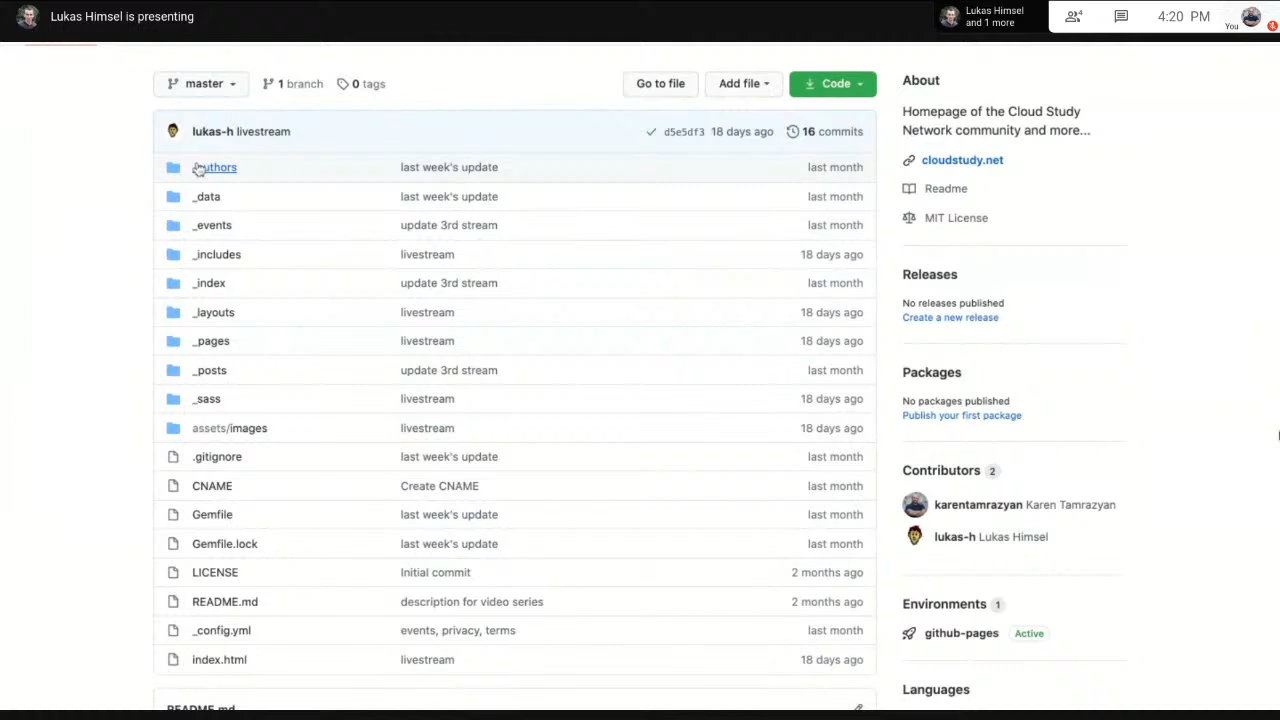 Lukas Himsel is presenting
Lukas Himsel
and 1 more
4
4:20 PM
You
master
1 branch
0 tags
Go to file
Add file
Code
lukas-h livestream
d5e5df3 18 days ago
16 commits
uthors last week's update last month
_data last week's update last month
_events update 3rd stream last month
_includes livestream 18 days ago
_index update 3rd stream last month
_layouts livestream 18 days ago
_pages livestream 18 days ago
_posts update 3rd stream last month
_sass livestream 18 days ago
assets/images livestream 18 days ago
.gitignore last week's update last month
CNAME Create CNAME last month
Gemfile last week's update last month
Gemfile.lock last week's update last month
LICENSE Initial commit 2 months ago
README.md description for video series 2 months ago
_config.yml events, privacy, terms last month
index.html livestream 18 days ago
README.md
About
Homepage of the Cloud Study
Network community and more...
cloudstudy.net
Readme
MIT License
Releases
No releases published
Create a new release
Packages
No packages published
Publish your first package
Contributors 2
karentamrazyan Karen Tamrazyan
lukas-h Lukas Himsel
Environments 1
github-pages Active
Languages